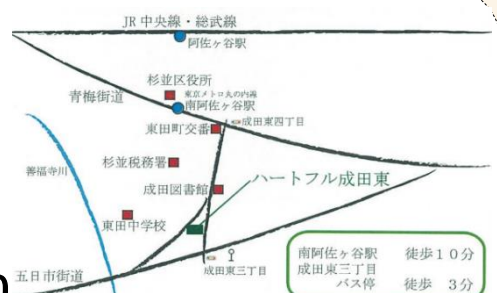 JR 中央線・総武線
阿佐ヶ谷駅
杉並区役所
東京メトロ丸の内線
青梅街道
南阿佐ヶ谷駅
東田町交番
成田東四丁目
善福寺川
杉並税務署
ハートフル成田東
成田図書館
東田中学校
五日市街道
成田東三丁目
南阿佐ヶ谷駅 徒歩10分
成田東三丁目
バス停 徒歩 3分